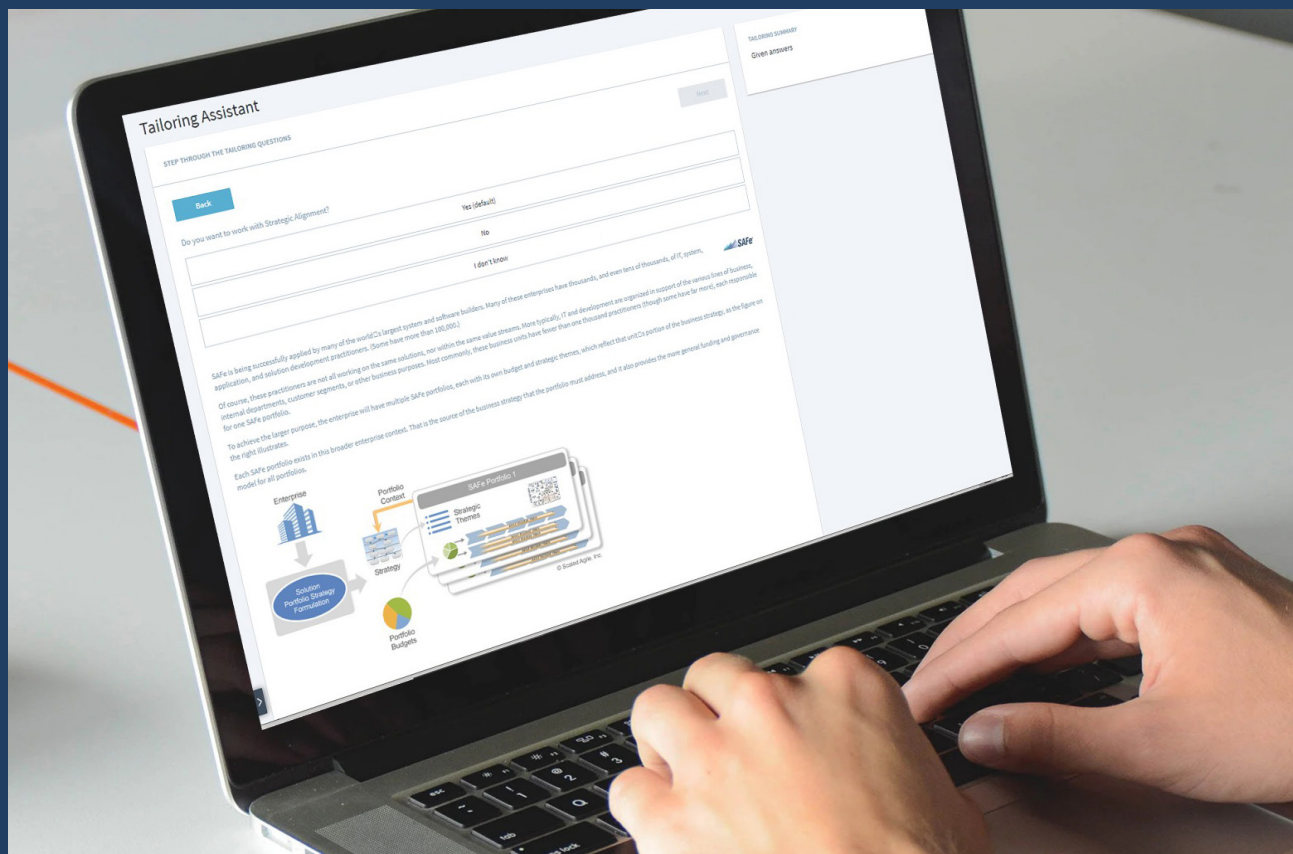 Tailoring Assistant
STEP THROUGH THE TAILORING QUESTIONS
Back
Next
TAILORING SUMMARY
Given answers
Do you want to work with Strategic Alignment?
Yes (default)
No
I don't know
SAFe
SAFe is being successfully applied by many of the world□s largest system and software builders. Many of these enterprises have thousands, and even tens of thousands, of IT, system,
application, and solution development practitioners. (Some have more than 100,000.)
Of course, these practitioners are not all working on the same solutions, nor within the same value streams. More typically, IT and development are organized in support of the various lines of business,
internal departments, customer segments, or other business purposes. Most commonly, these business units have fewer than one thousand practitioners (though some have far more), each responsible
for one SAFe portfolio.
To achieve the larger purpose, the enterprise will have multiple SAFe portfolios, each with its own budget and strategic themes, which reflect that unit□s portion of the business strategy, as the figure on
the right illustrates.
Each SAFe portfolio exists in this broader enterprise context. That is the source of the business strategy that the portfolio must address, and it also provides the more general funding and governance
model for all portfolios.
Enterprise
Portfolio
Context
SAFe Portfolio 1
Strategic
Themes
Strategy
Solution
Portfolio Strategy
Formulation
Portfolio
Budgets
© Scaled Agile, Inc.
esc
!
1
@
2
#
3
Q
tab